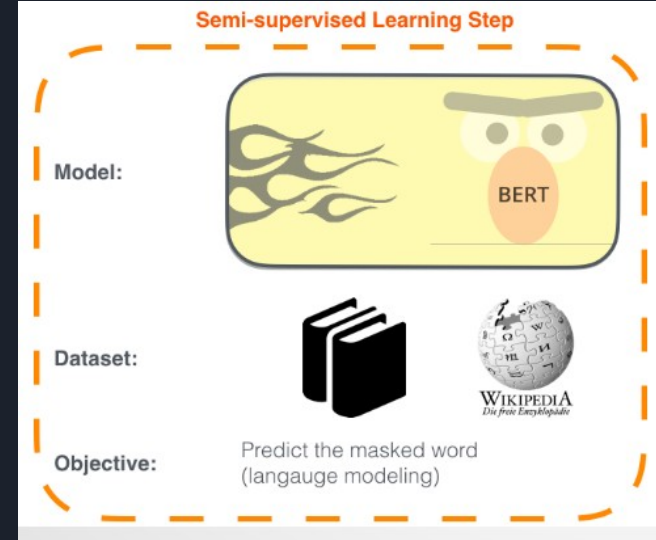 Semi-supervised Learning Step
Model:
BERT
Dataset:
WIKIPEDIA
Die freie Enzyklopädie
Objective:
Predict the masked word
(langauge modeling)